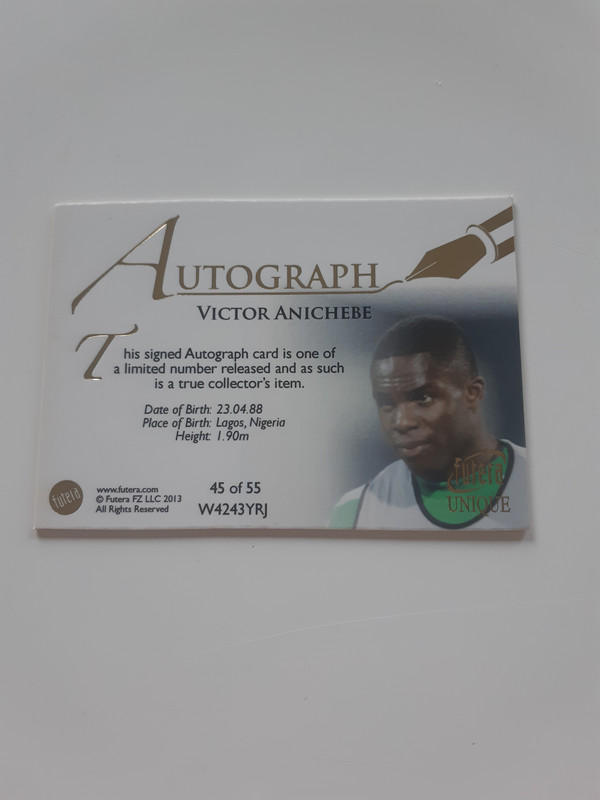 AUTOGRAPH
VICTOR ANICHEBE
This signed Autograph card is one of
a limited number released and as such
is a true collector's item.
Date of Birth: 23.04.88
Place of Birth: Lagos, Nigeria
Height: 1.90m
futera
www.futera.com
© Futera FZ LLC 2013
All Rights Reserved
45 of 55
W4243YRJ
futera
UNIQUE